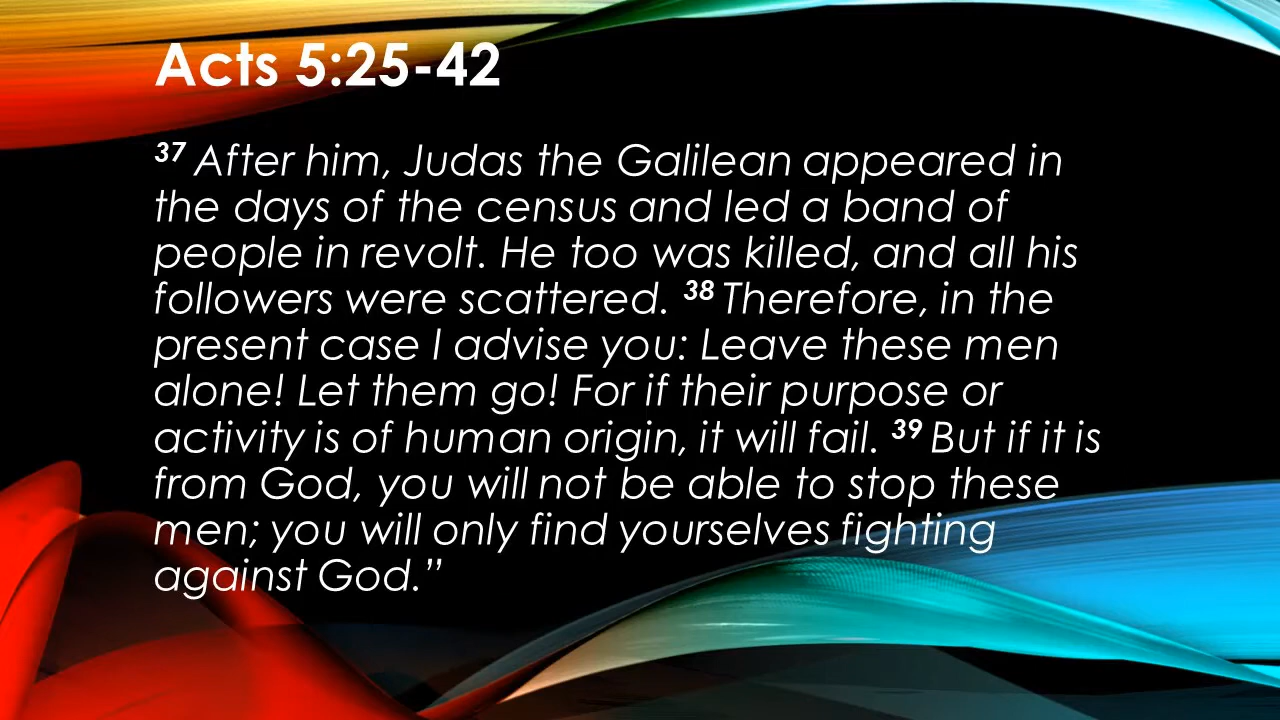 Acts 5:25-42
37 After him, Judas the Galilean appeared in
the days of the census and led a band of
people in revolt. He too was killed, and all his
followers were scattered. 38 Therefore, in the
present case I advise you: Leave these men
alone! Let them go! For if their purpose or
activity is of human origin, it will fail. 39 But if it is
from God, you will not be able to stop these
men; you will only find yourselves fighting
against God.”